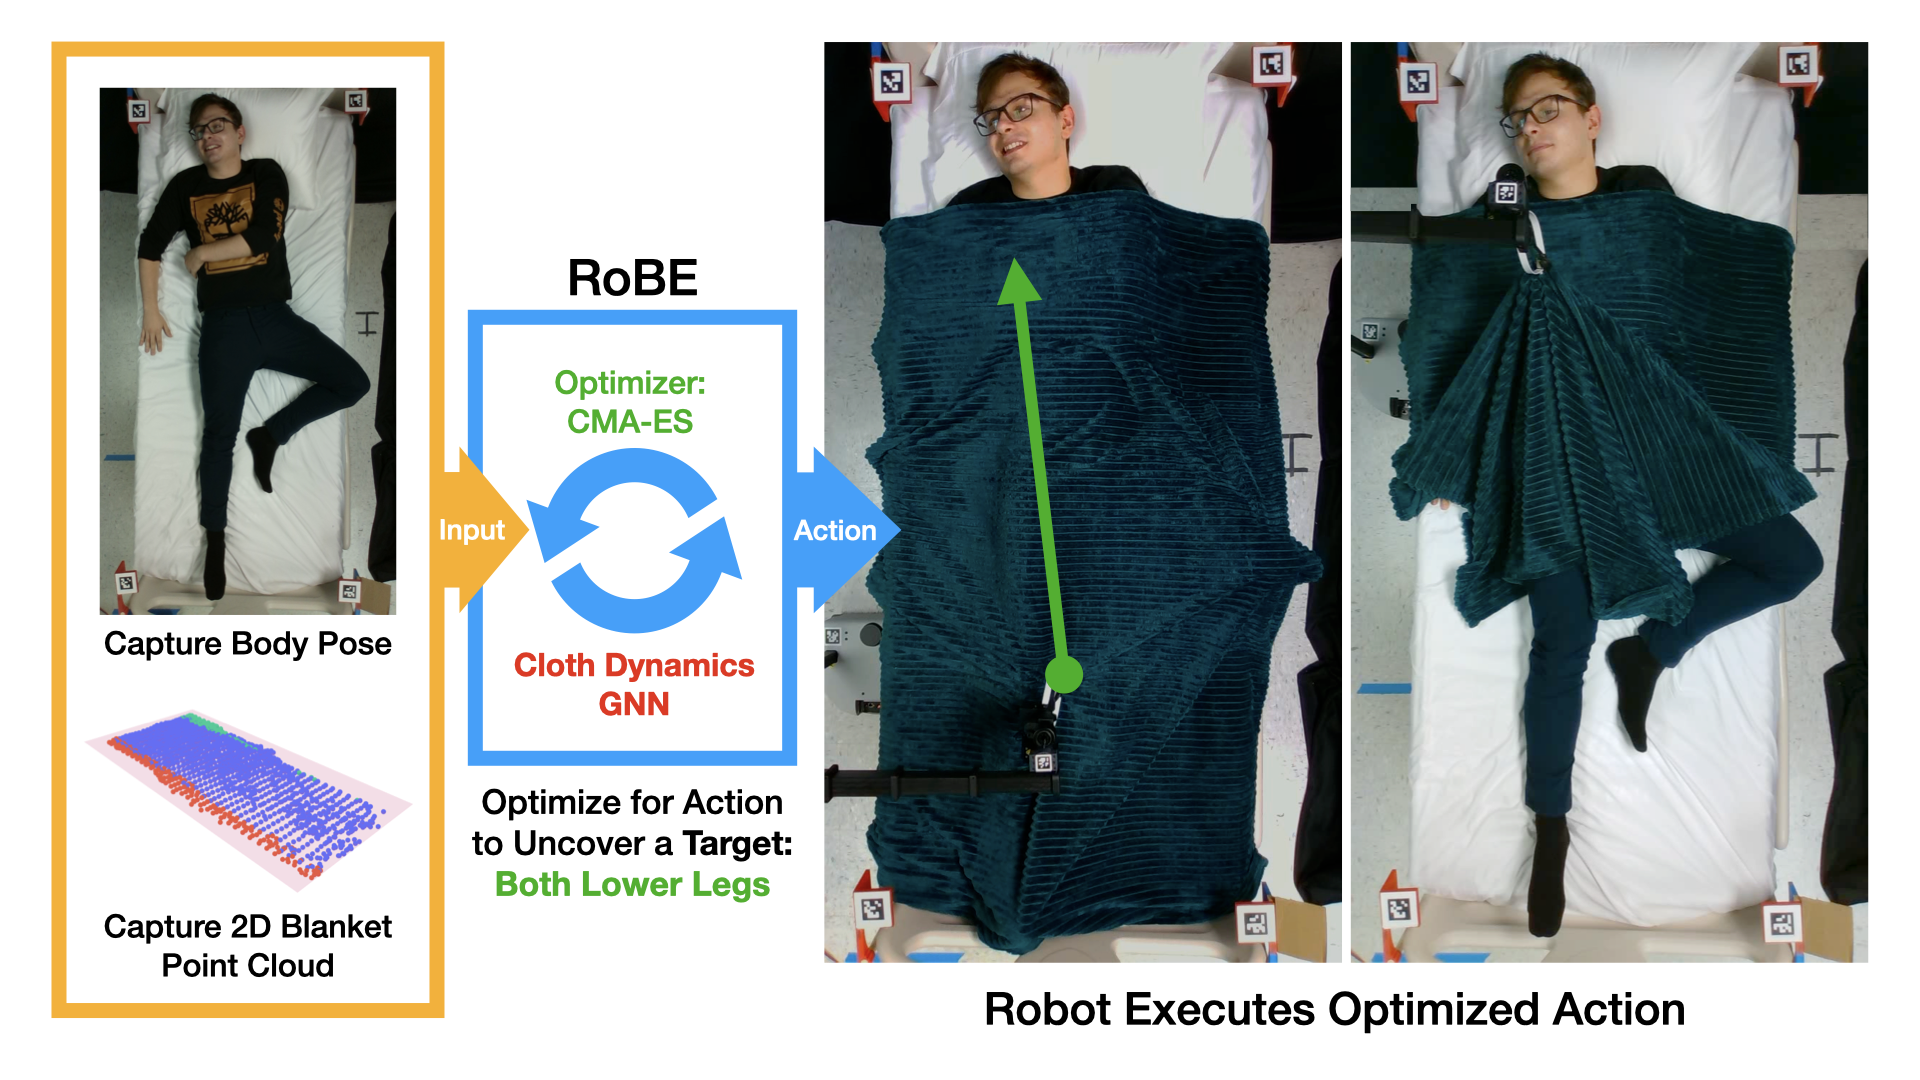 Capture Body Pose
Capture 2D Blanket
Point Cloud
Input
RoBE
Optimizer:
CMA-ES
Cloth Dynamics
GNN
Optimize for Action
to Uncover a Target:
Both Lower Legs
Action
Robot Executes Optimized Action